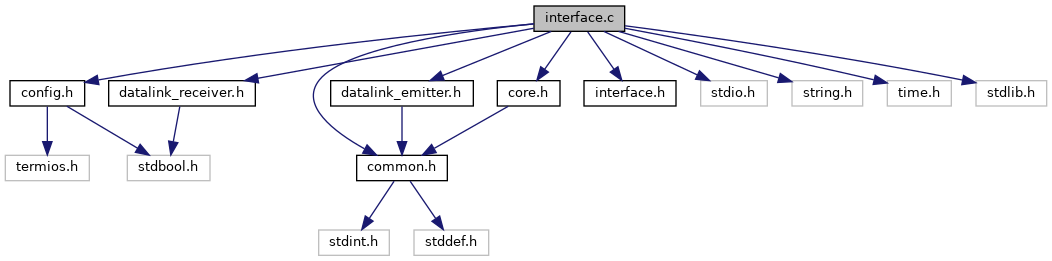 interface.c
config.h
datalink_receiver.h
datalink_emitter.h
core.h
interface.h
stdio.h
string.h
time.h
stdlib.h
termios.h
stdbool.h
common.h
stdint.h
stddef.h